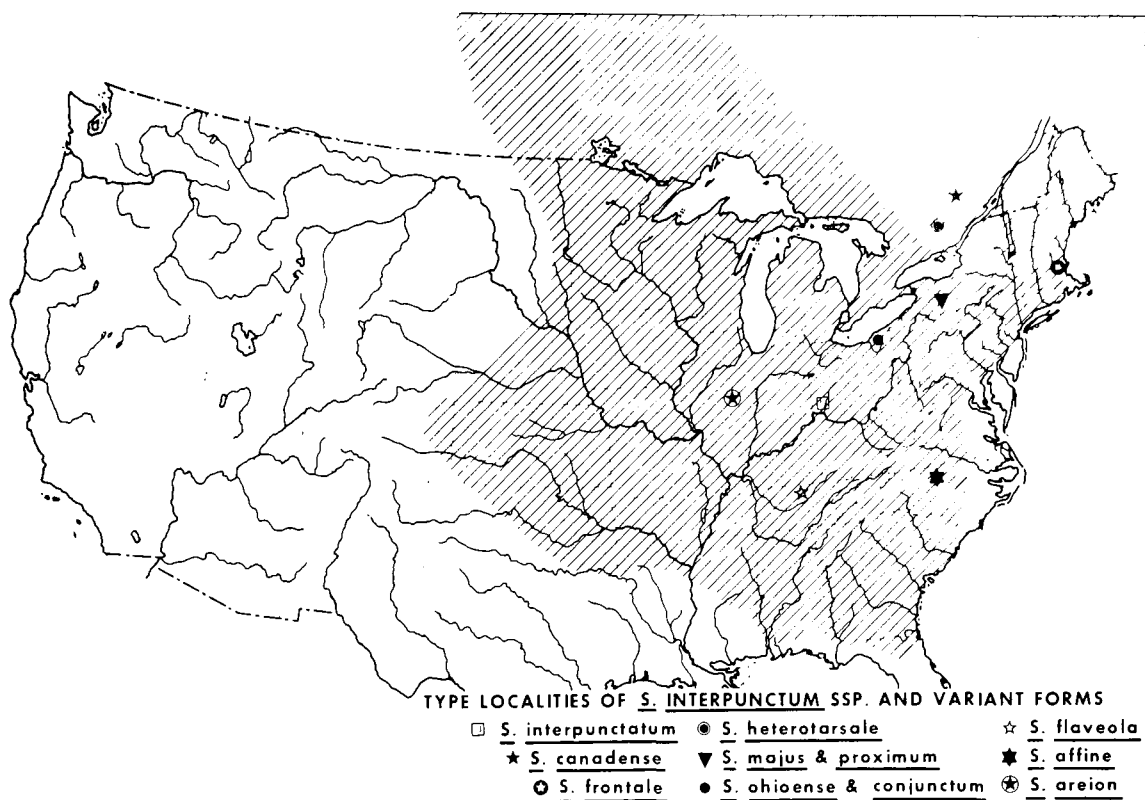 TYPE LOCALITIES OF S. INTERPUNCTUM SSP. AND VARIANT FORMS
S. interpunctatum S. heterotarsale S. flaveola
S. canadense S. majus & proximum S. affine
S. frontale S. ohioense & conjunctum S. areion